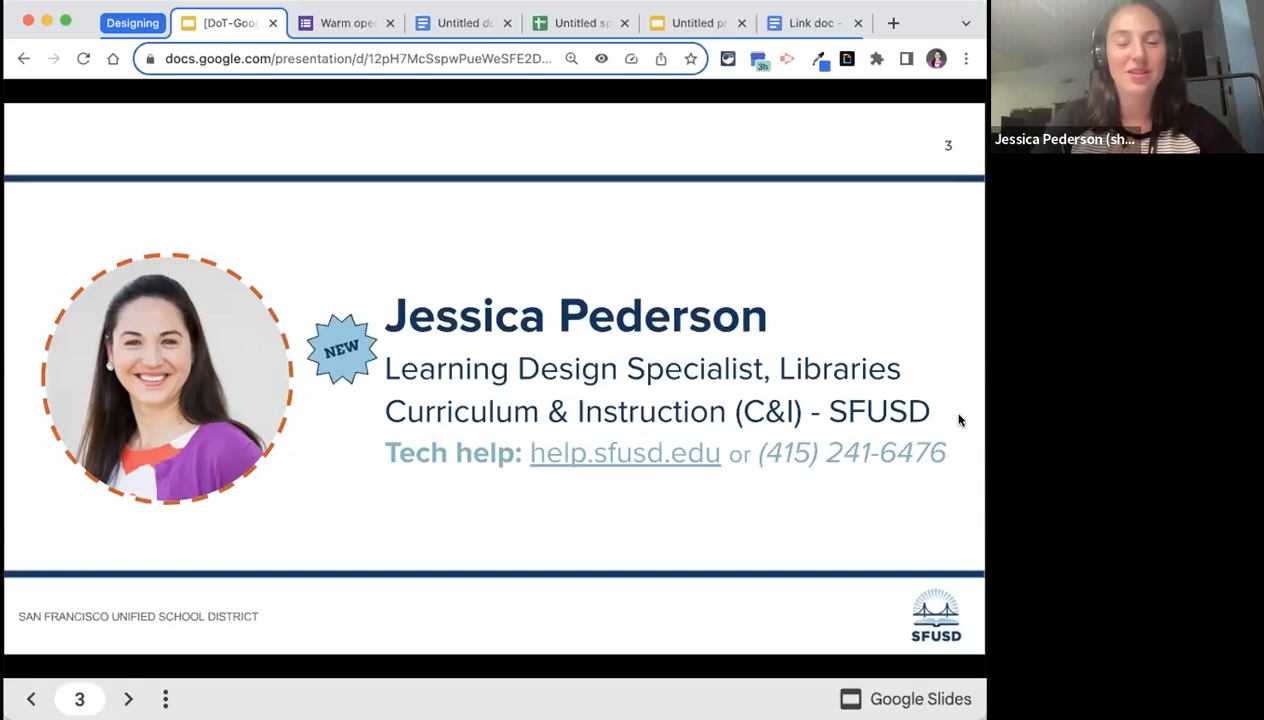 Designing
[DoT-Goo
Warm ope
Untitled d
Untitled sp
Untitled pr
Link doc -
docs.google.com/presentation/d/12pH7McSspwPueWeSFE2D...
3h
Jessica Pederson (sh...
3
Jessica Pederson
NEW
Learning Design Specialist, Libraries
Curriculum & Instruction (C&I) - SFUSD
Tech help: help.sfusd.edu or (415) 241-6476
SAN FRANCISCO UNIFIED SCHOOL DISTRICT
SFUSD
3
Google Slides